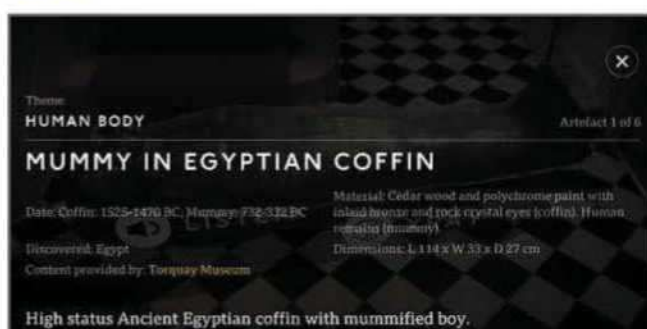 Theme:
HUMAN BODY
Artefact 1 of 6
MUMMY IN EGYPTIAN COFFIN
Date: Coffin: 1525-1470 BC, Mummy: 732-332 BC
Discovered: Egypt
Content provided by: Torquay Museum
Material: Cedar wood and polychrome paint with
inlaid bronze and rock crystal eyes (coffin). Human
remains (mummy).
Dimensions: L 114 x W 33 x D 27 cm
High status Ancient Egyptian coffin with mummified boy.